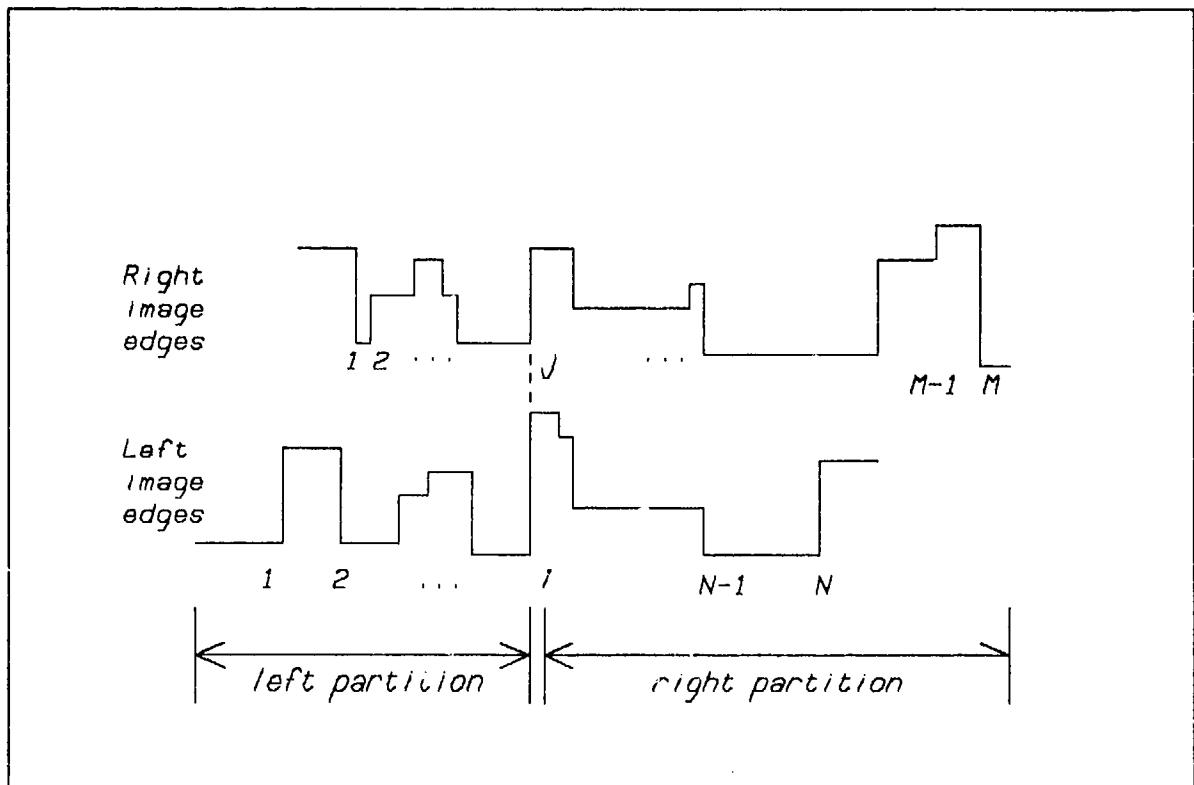 Right
image
edges
1 2 ... J ...
M-1 M
Left
image
edges
1 2 ... i N-1 N
left partition right partition